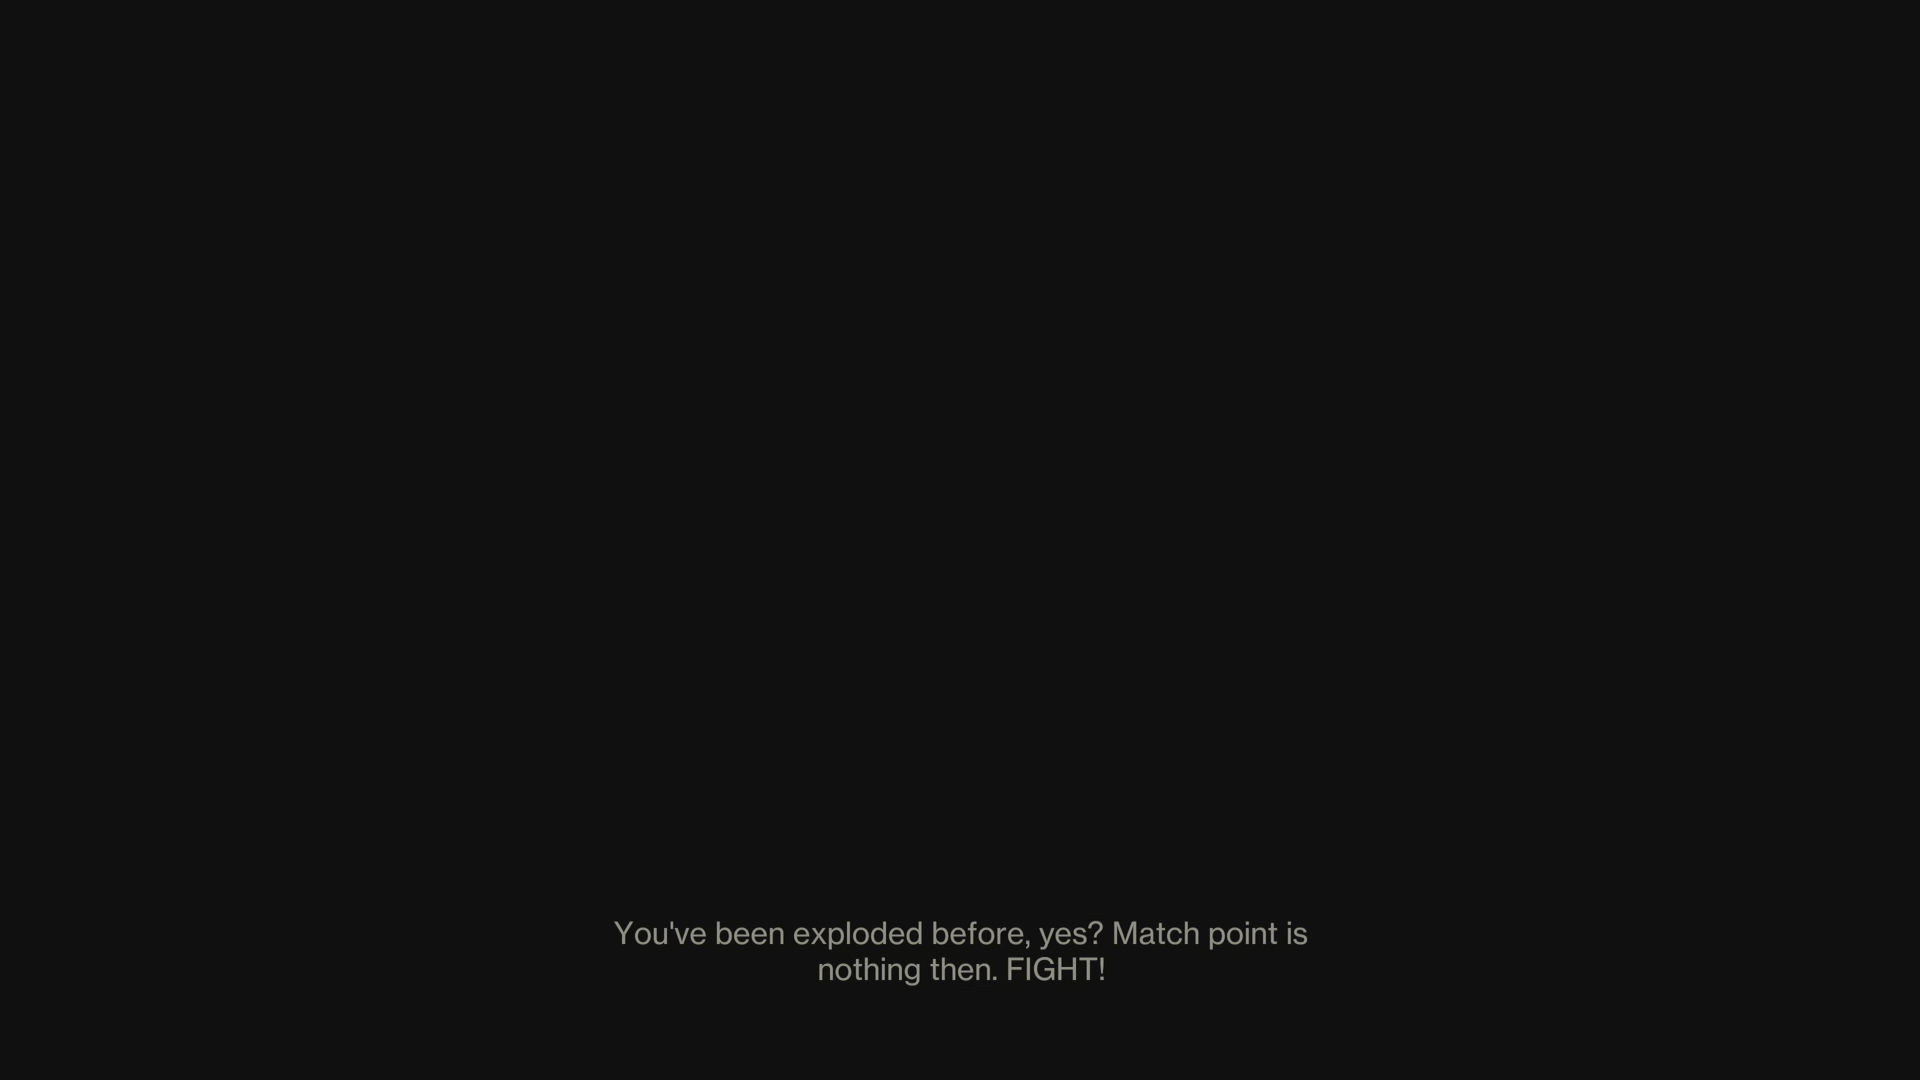 You've been exploded before, yes? Match point is
nothing then. FIGHT!